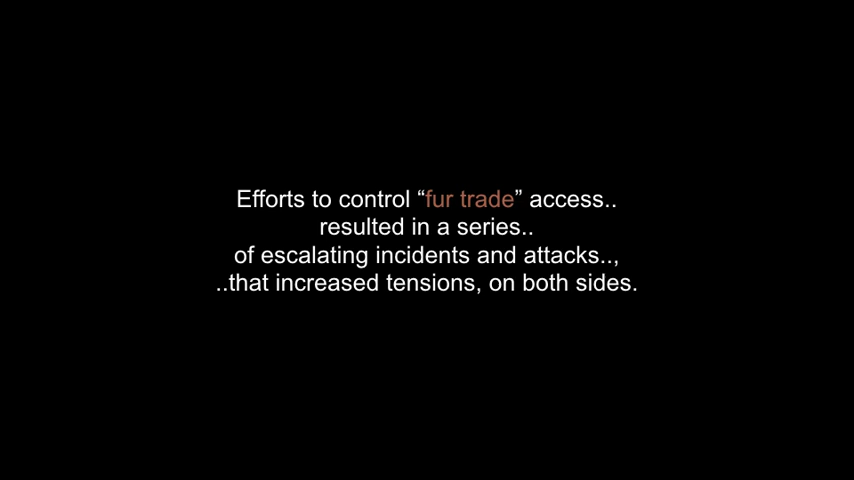 Efforts to control “fur trade” access..
resulted in a series..
of escalating incidents and attacks..,
..that increased tensions, on both sides.